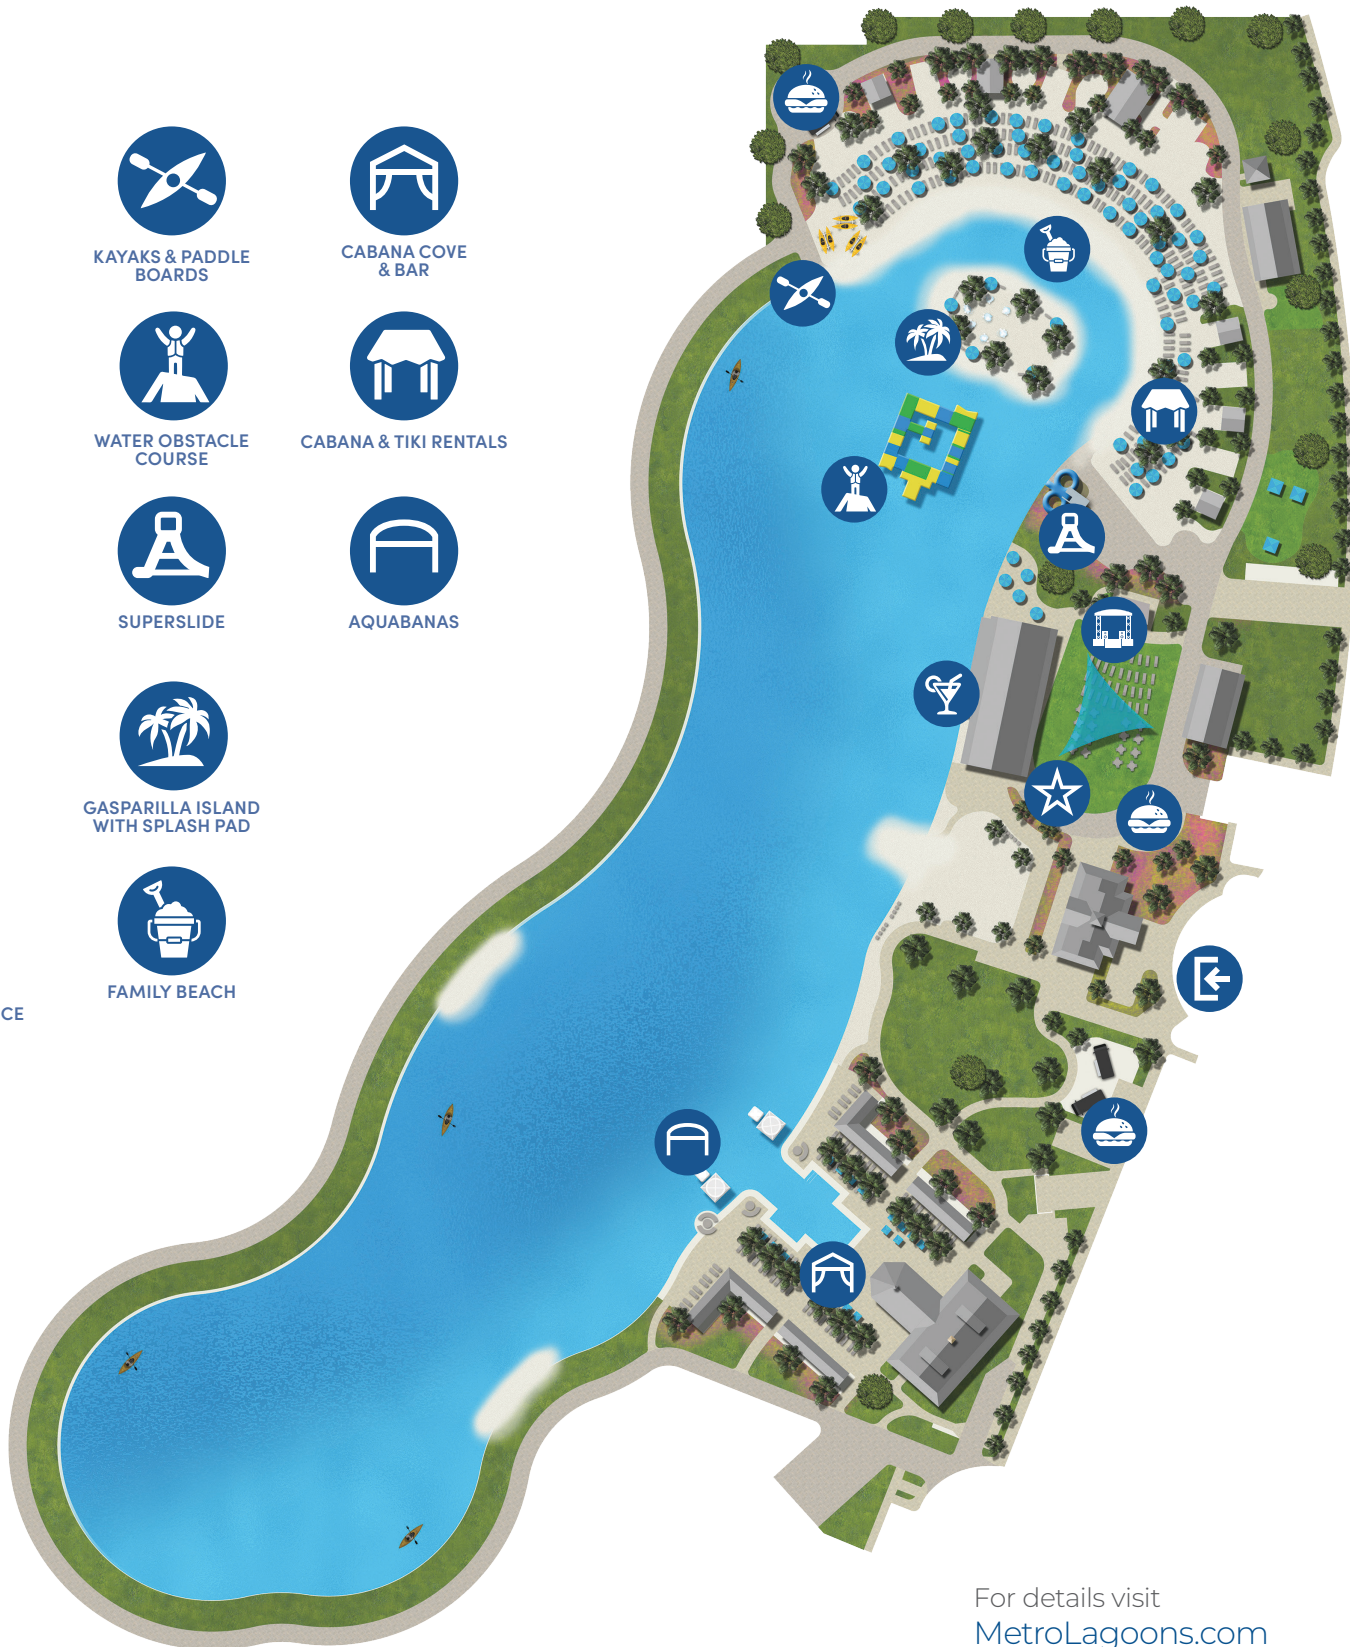 KAYAKS & PADDLE
BOARDS
CABANA COVE
& BAR
WATER OBSTACLE
COURSE
CABANA & TIKI RENTALS
SUPERSLIDE
AQUABANAS
GASPARILLA ISLAND
WITH SPLASH PAD
FAMILY BEACH
CE
For details visit
MetroLagoons.com